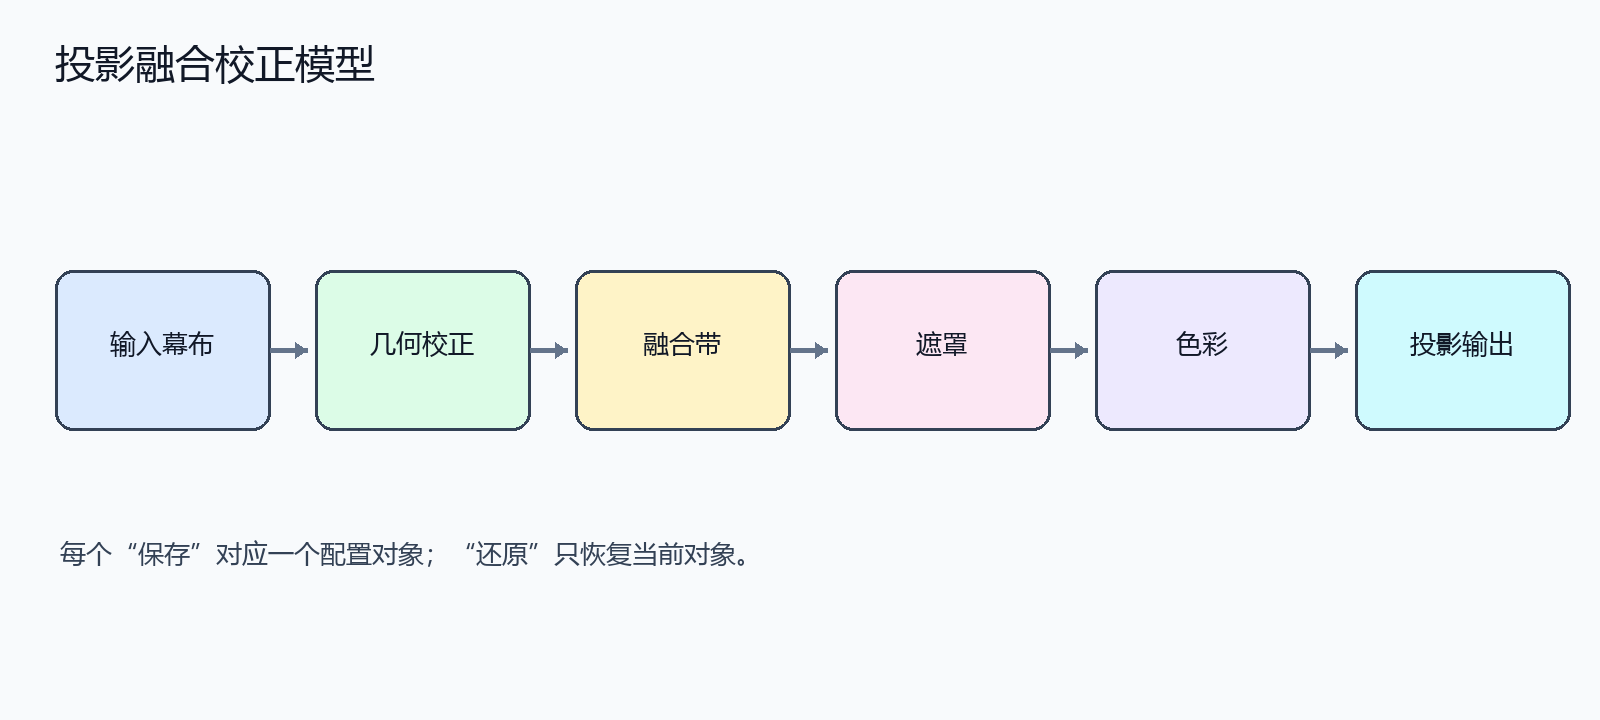 投影融合校正模型
输入幕布
几何校正
融合带
遮罩
色彩
投影输出
每个“保存”对应一个配置对象；“还原”只恢复当前对象。